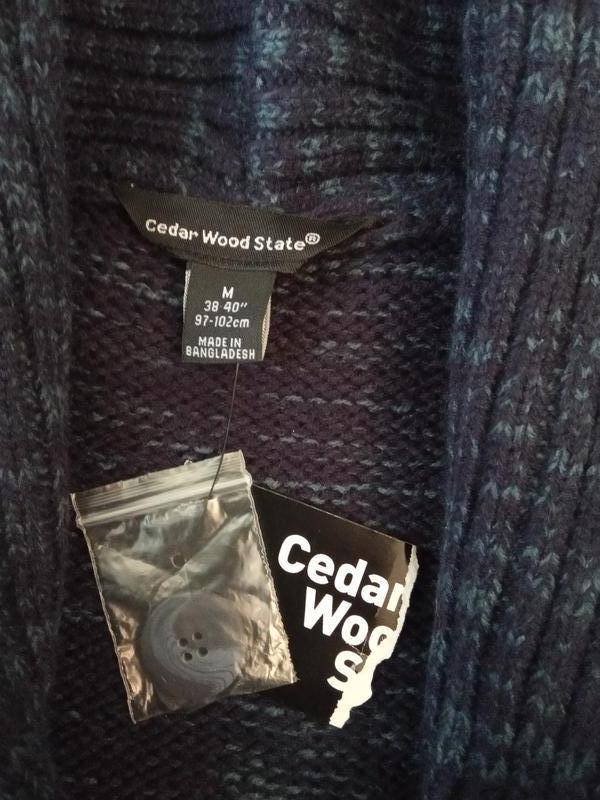 Cedar Wood State®
M
38-40"
97-102cm
MADE IN
BANGLADESH
Cedar
Woo
S